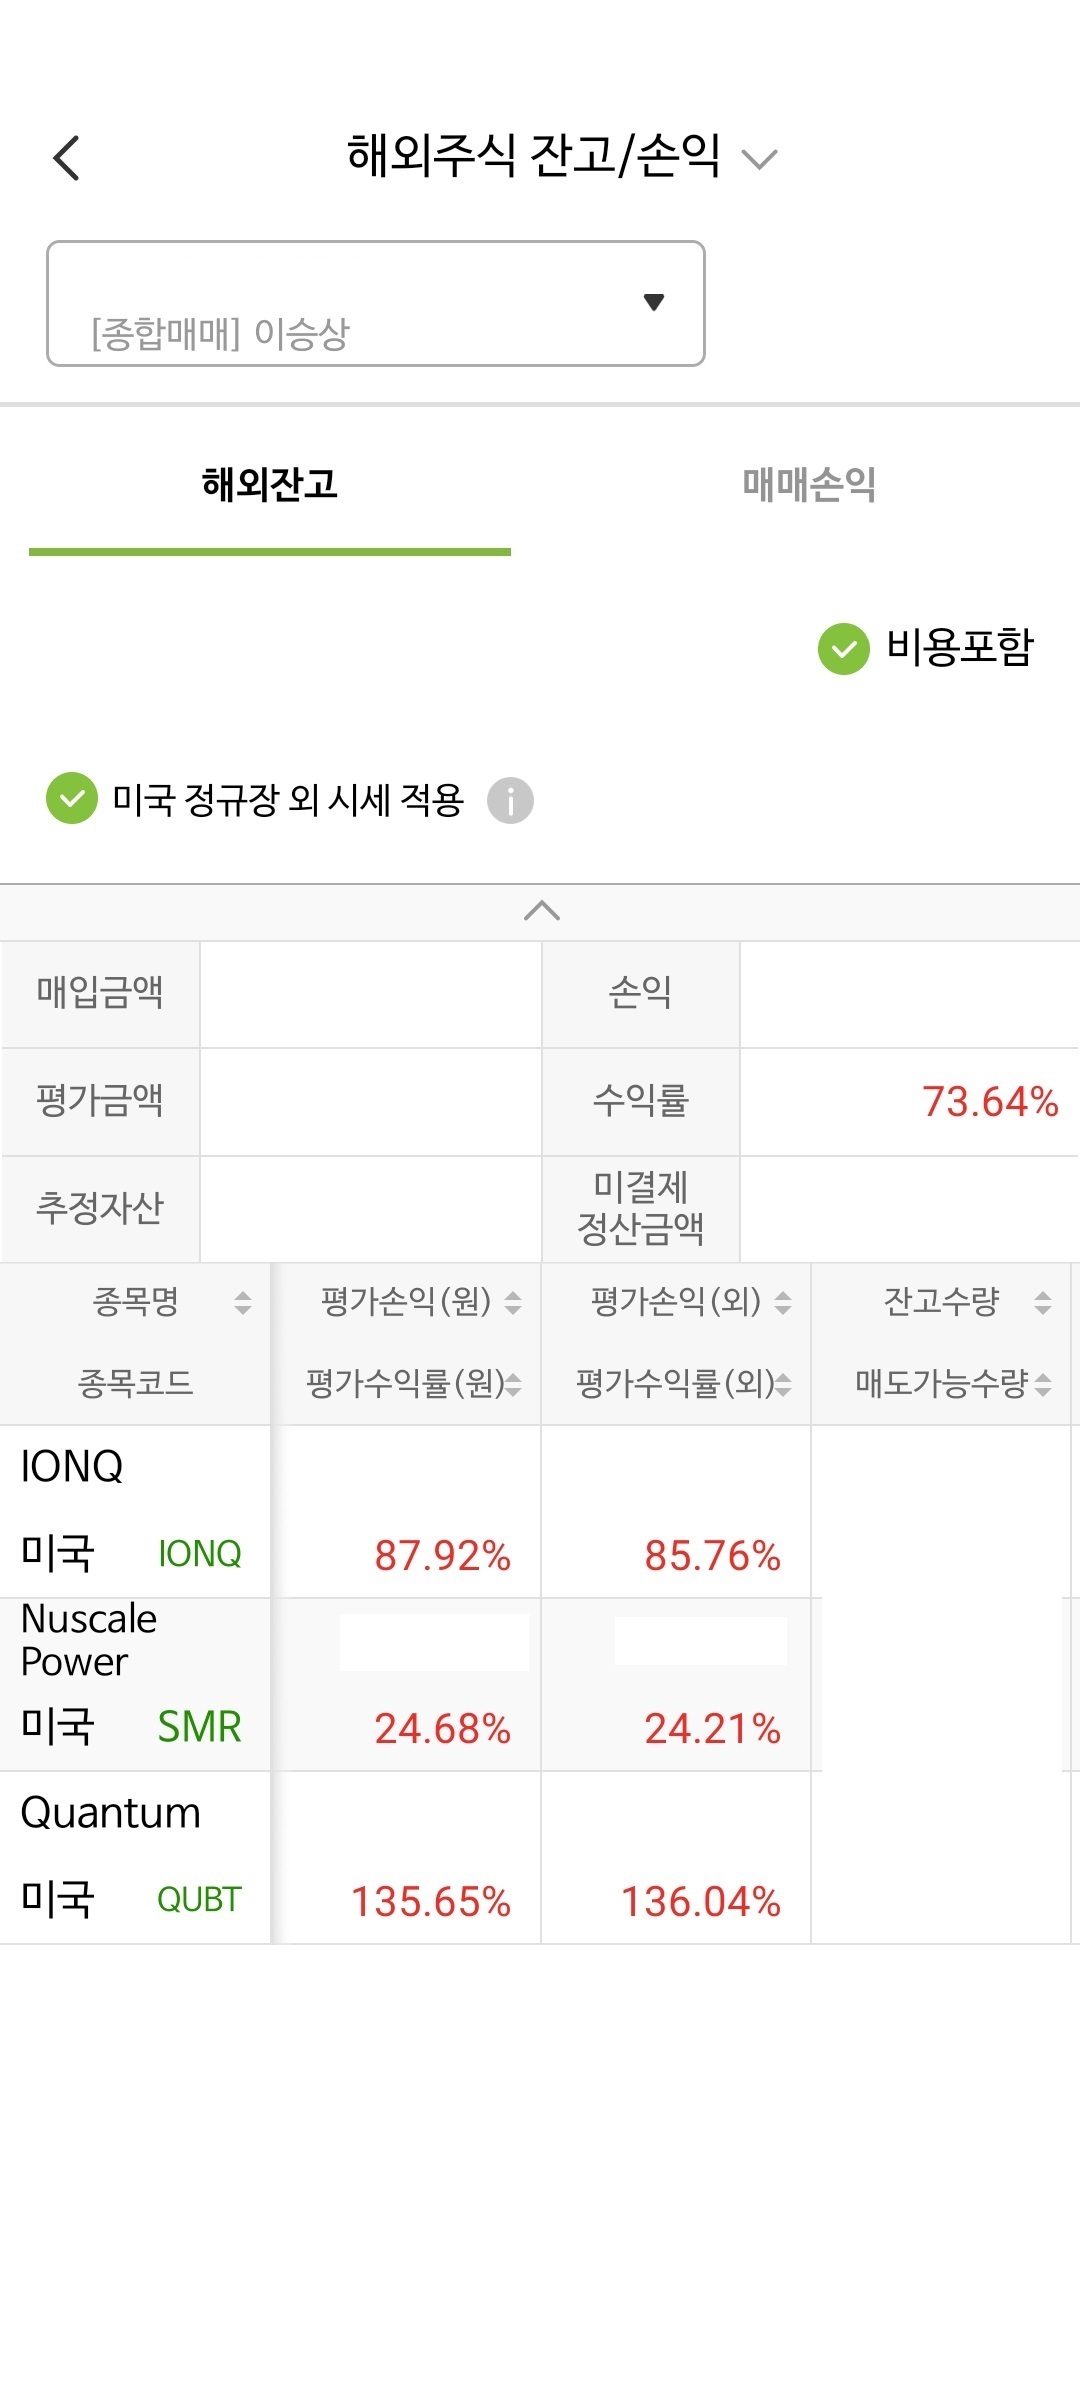 해외주식 잔고/손익
[종합매매] 이승상
해외잔고 매매손익
비용포함
미국 정규장 외 시세 적용
매입금액 손익
평가금액 수익률 73.64%
추정자산 미결제
정산금액
종목명 평가손익(원) 평가손익(외) 잔고수량
종목코드 평가수익률(원) 평가수익률(외) 매도가능수량
IONQ
미국 IONQ 87.92% 85.76%
Nuscale
Power
미국 SMR 24.68% 24.21%
Quantum
미국 QUBT 135.65% 136.04%